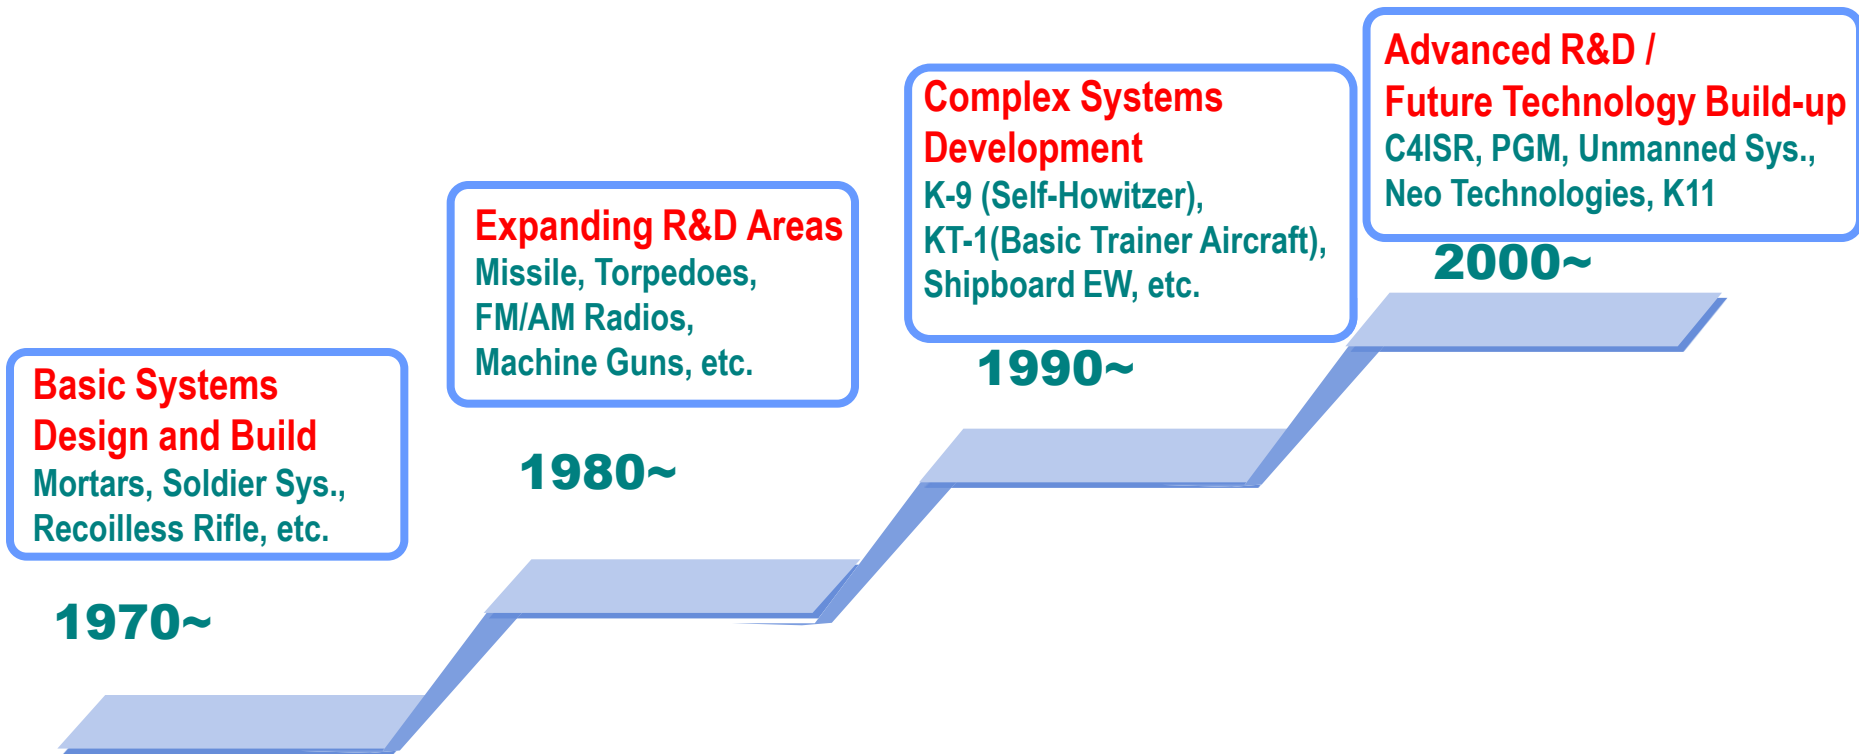 Basic Systems
Design and Build
Mortars, Soldier Sys.,
Recoilless Rifle, etc.
1970~
Expanding R&D Areas
Missile, Torpedoes,
FM/AM Radios,
Machine Guns, etc.
1980~
Complex Systems
Development
K-9 (Self-Howitzer),
KT-1(Basic Trainer Aircraft),
Shipboard EW, etc.
1990~
Advanced R&D /
Future Technology Build-up
C4ISR, PGM, Unmanned Sys.,
Neo Technologies, K11
2000~